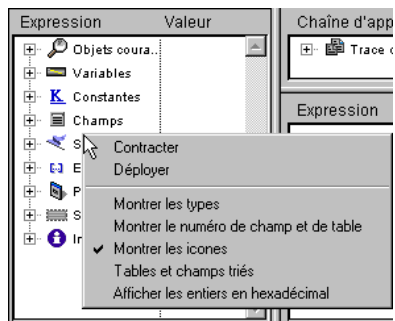 Expression Valeur
Chaîne d'app
Objets coura..
Trace
Variables
K Constantes
Champs
Expression
S
E
P
S
In
Contracter
Déployer
Montrer les types
Montrer le numéro de champ et de table
Montrer les icones
Tables et champs triés
Afficher les entiers en hexadécimal